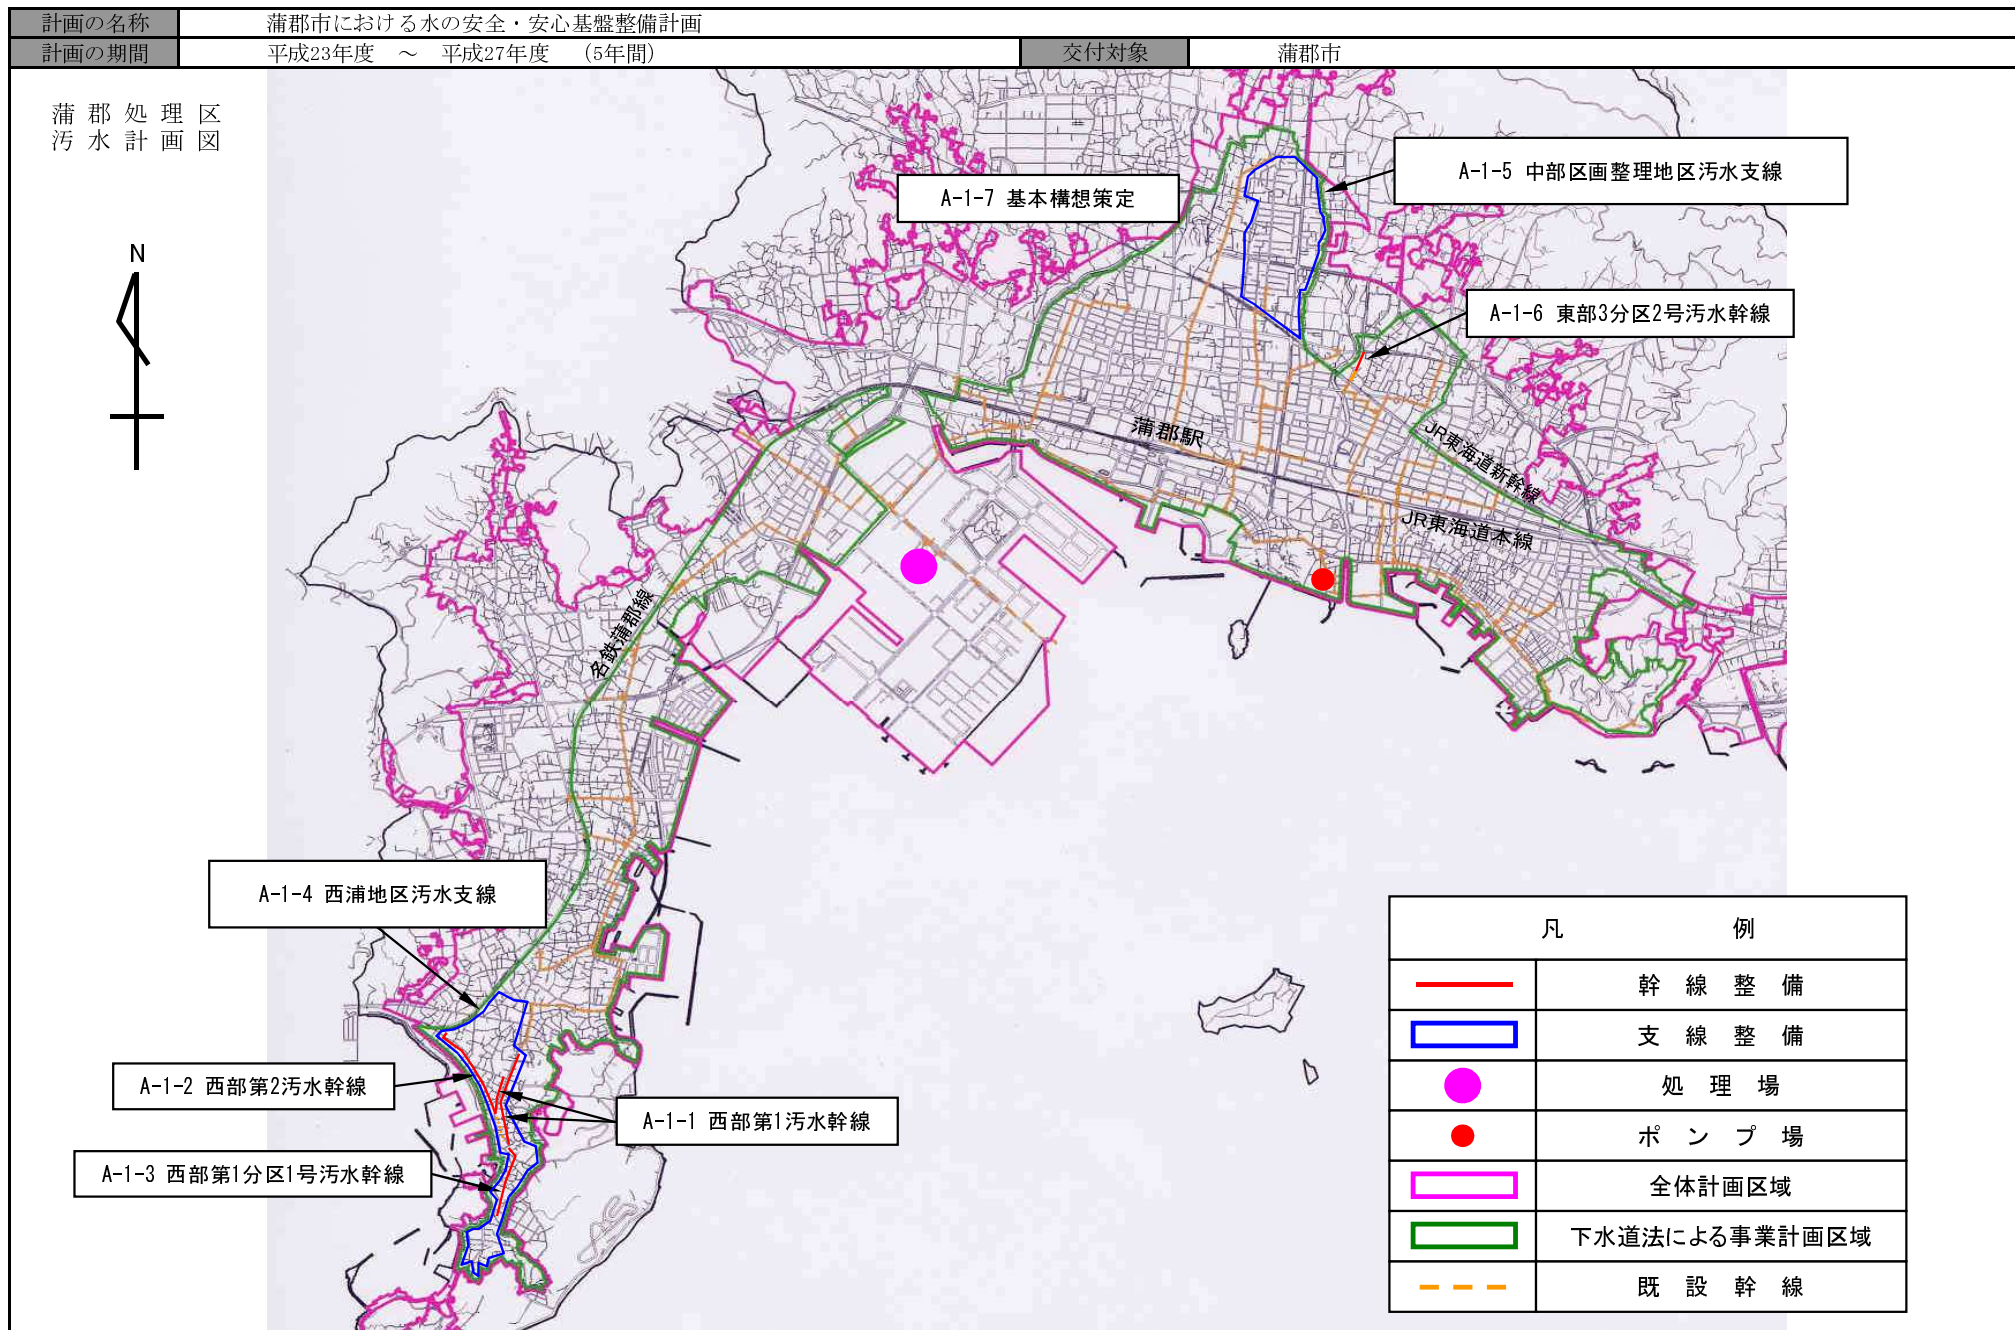 計画の名称 蒲郡市における水の安全・安心基盤整備計画
計画の期間 平成23年度 ～ 平成27年度 （5年間） 交付対象 蒲郡市
蒲郡処理区
汚水計画図
N
A-1-5 中部区画整理地区汚水支線
A-1-7 基本構想策定
A-1-6 東部3分区2号汚水幹線
蒲郡駅
JR東海道新幹線
JR東海道本線
名鉄蒲郡線
A-1-4 西浦地区汚水支線
A-1-2 西部第2汚水幹線
A-1-1 西部第1汚水幹線
A-1-3 西部第1分区1号汚水幹線
凡例
幹線整備
支線整備
処理場
ポンプ場
全体計画区域
下水道法による事業計画区域
既設幹線